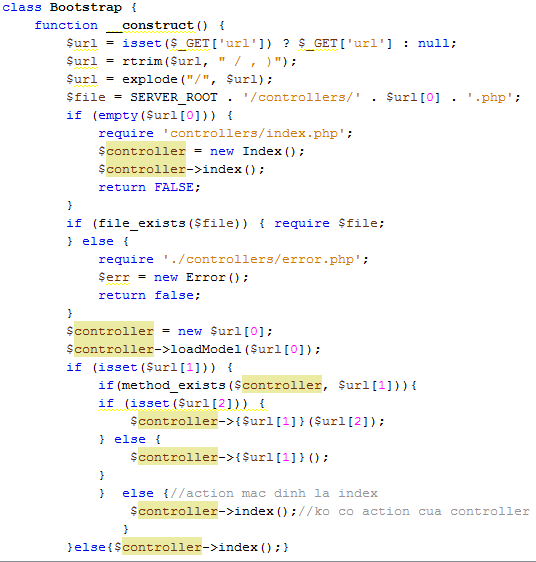 class Bootstrap {
    function __construct() {
        $url = isset($_GET['url']) ? $_GET['url'] : null;
        $url = rtrim($url, " / , )");
        $url = explode("/", $url);
        $file = SERVER_ROOT . '/controllers/' . $url[0] . '.php';
        if (empty($url[0])) {
            require 'controllers/index.php';
            $controller = new Index();
            $controller->index();
            return FALSE;
        }
        if (file_exists($file)) { require $file;
        } else {
            require './controllers/error.php';
            $err = new Error();
            return false;
        }
        $controller = new $url[0];
        $controller->loadModel($url[0]);
        if (isset($url[1])) {
            if(method_exists($controller, $url[1])){
            if (isset($url[2])) {
                $controller->{$url[1]}($url[2]);
            } else {
                $controller->{$url[1]}();
            }
            }  else {//action mac dinh la index
                $controller->index();//ko co action cua controller
               }
        }else{$controller->index();}